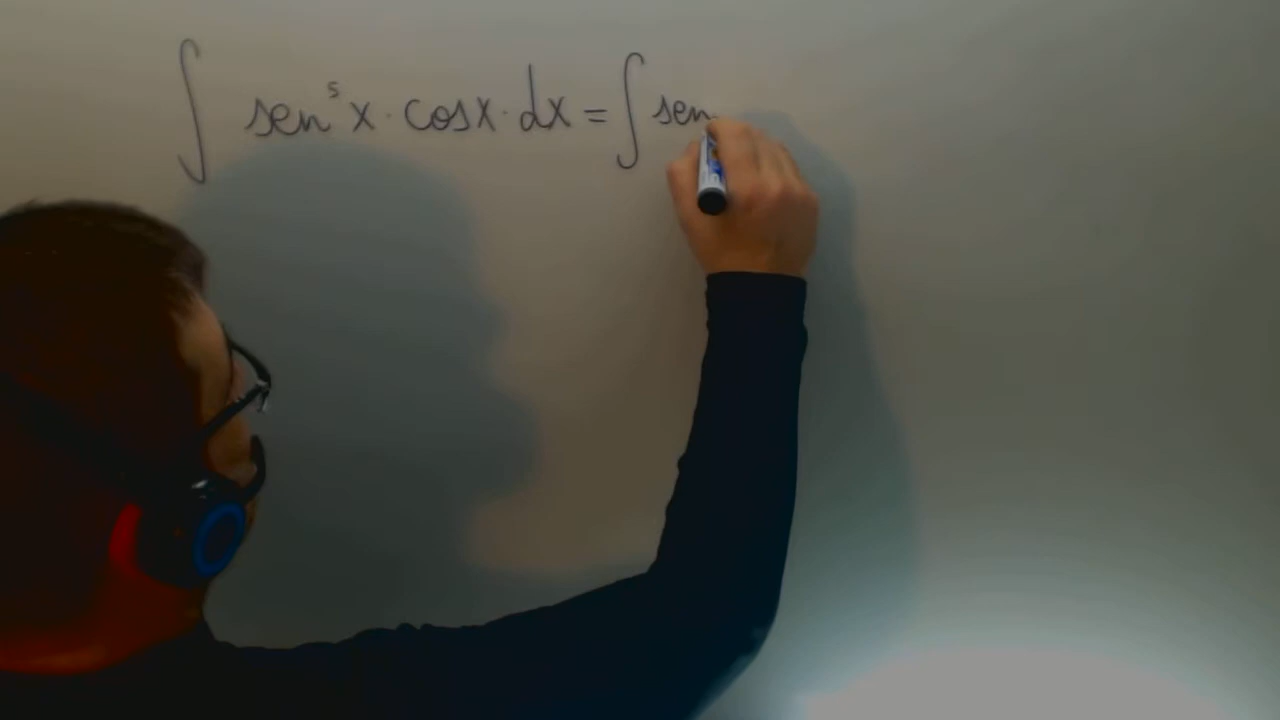 ∫ sen⁵x · cosx · dx = ∫ sen